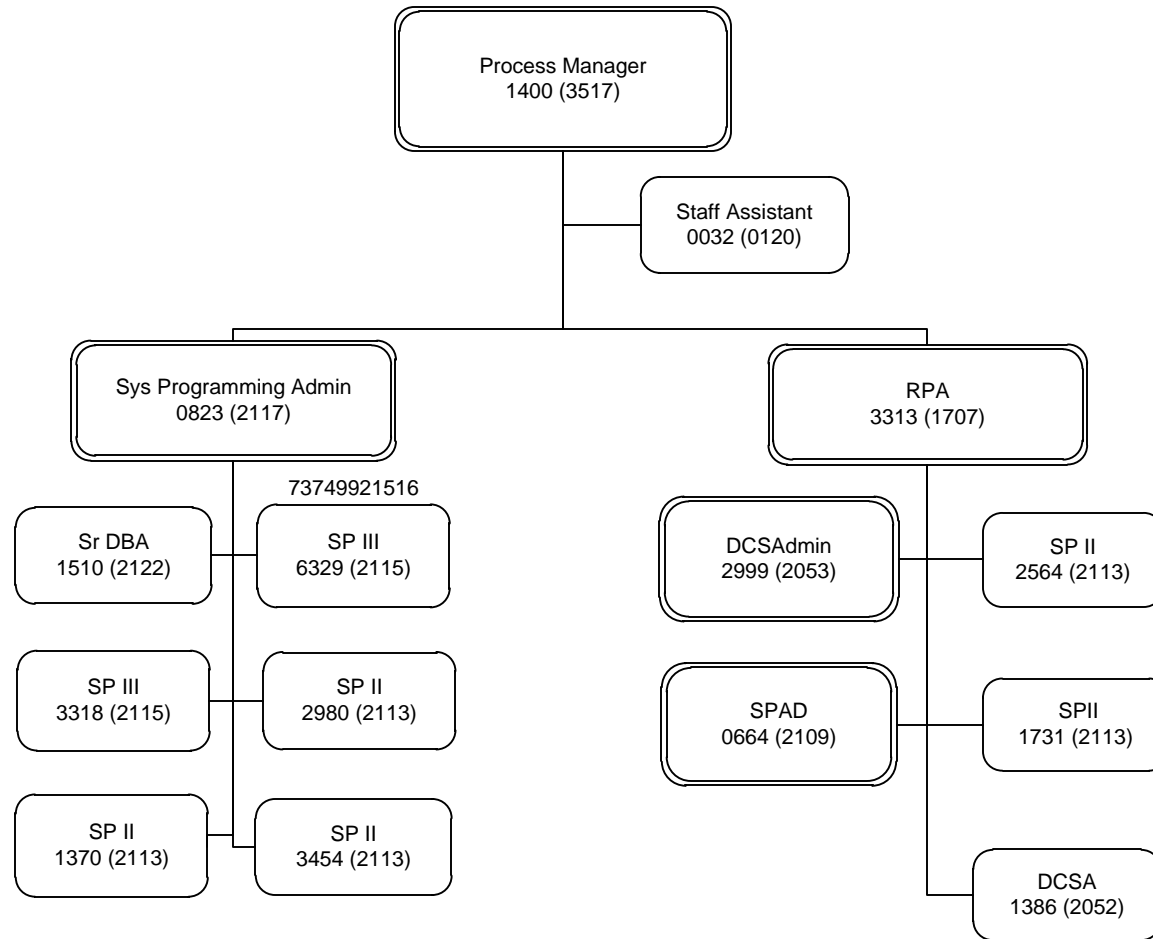 Process Manager
1400 (3517)
Staff Assistant
0032 (0120)
Sys Programming Admin
0823 (2117)
RPA
3313 (1707)
73749921516
Sr DBA
1510 (2122)
SP III
6329 (2115)
DCSAdmin
2999 (2053)
SP II
2564 (2113)
SP III
3318 (2115)
SP II
2980 (2113)
SPAD
0664 (2109)
SPII
1731 (2113)
SP II
1370 (2113)
SP II
3454 (2113)
DCSA
1386 (2052)